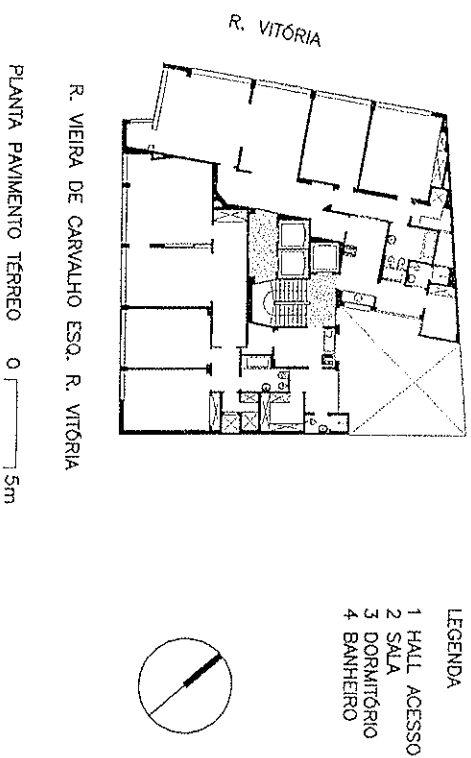 R. VITÓRIA
R. VIEIRA DE CARVALHO ESQ. R. VITÓRIA
PLANTA PAVIMENTO TÉRREO 0 5m
LEGENDA
1 HALL ACESSO
2 SALA
3 DORMITÓRIO
4 BANHEIRO